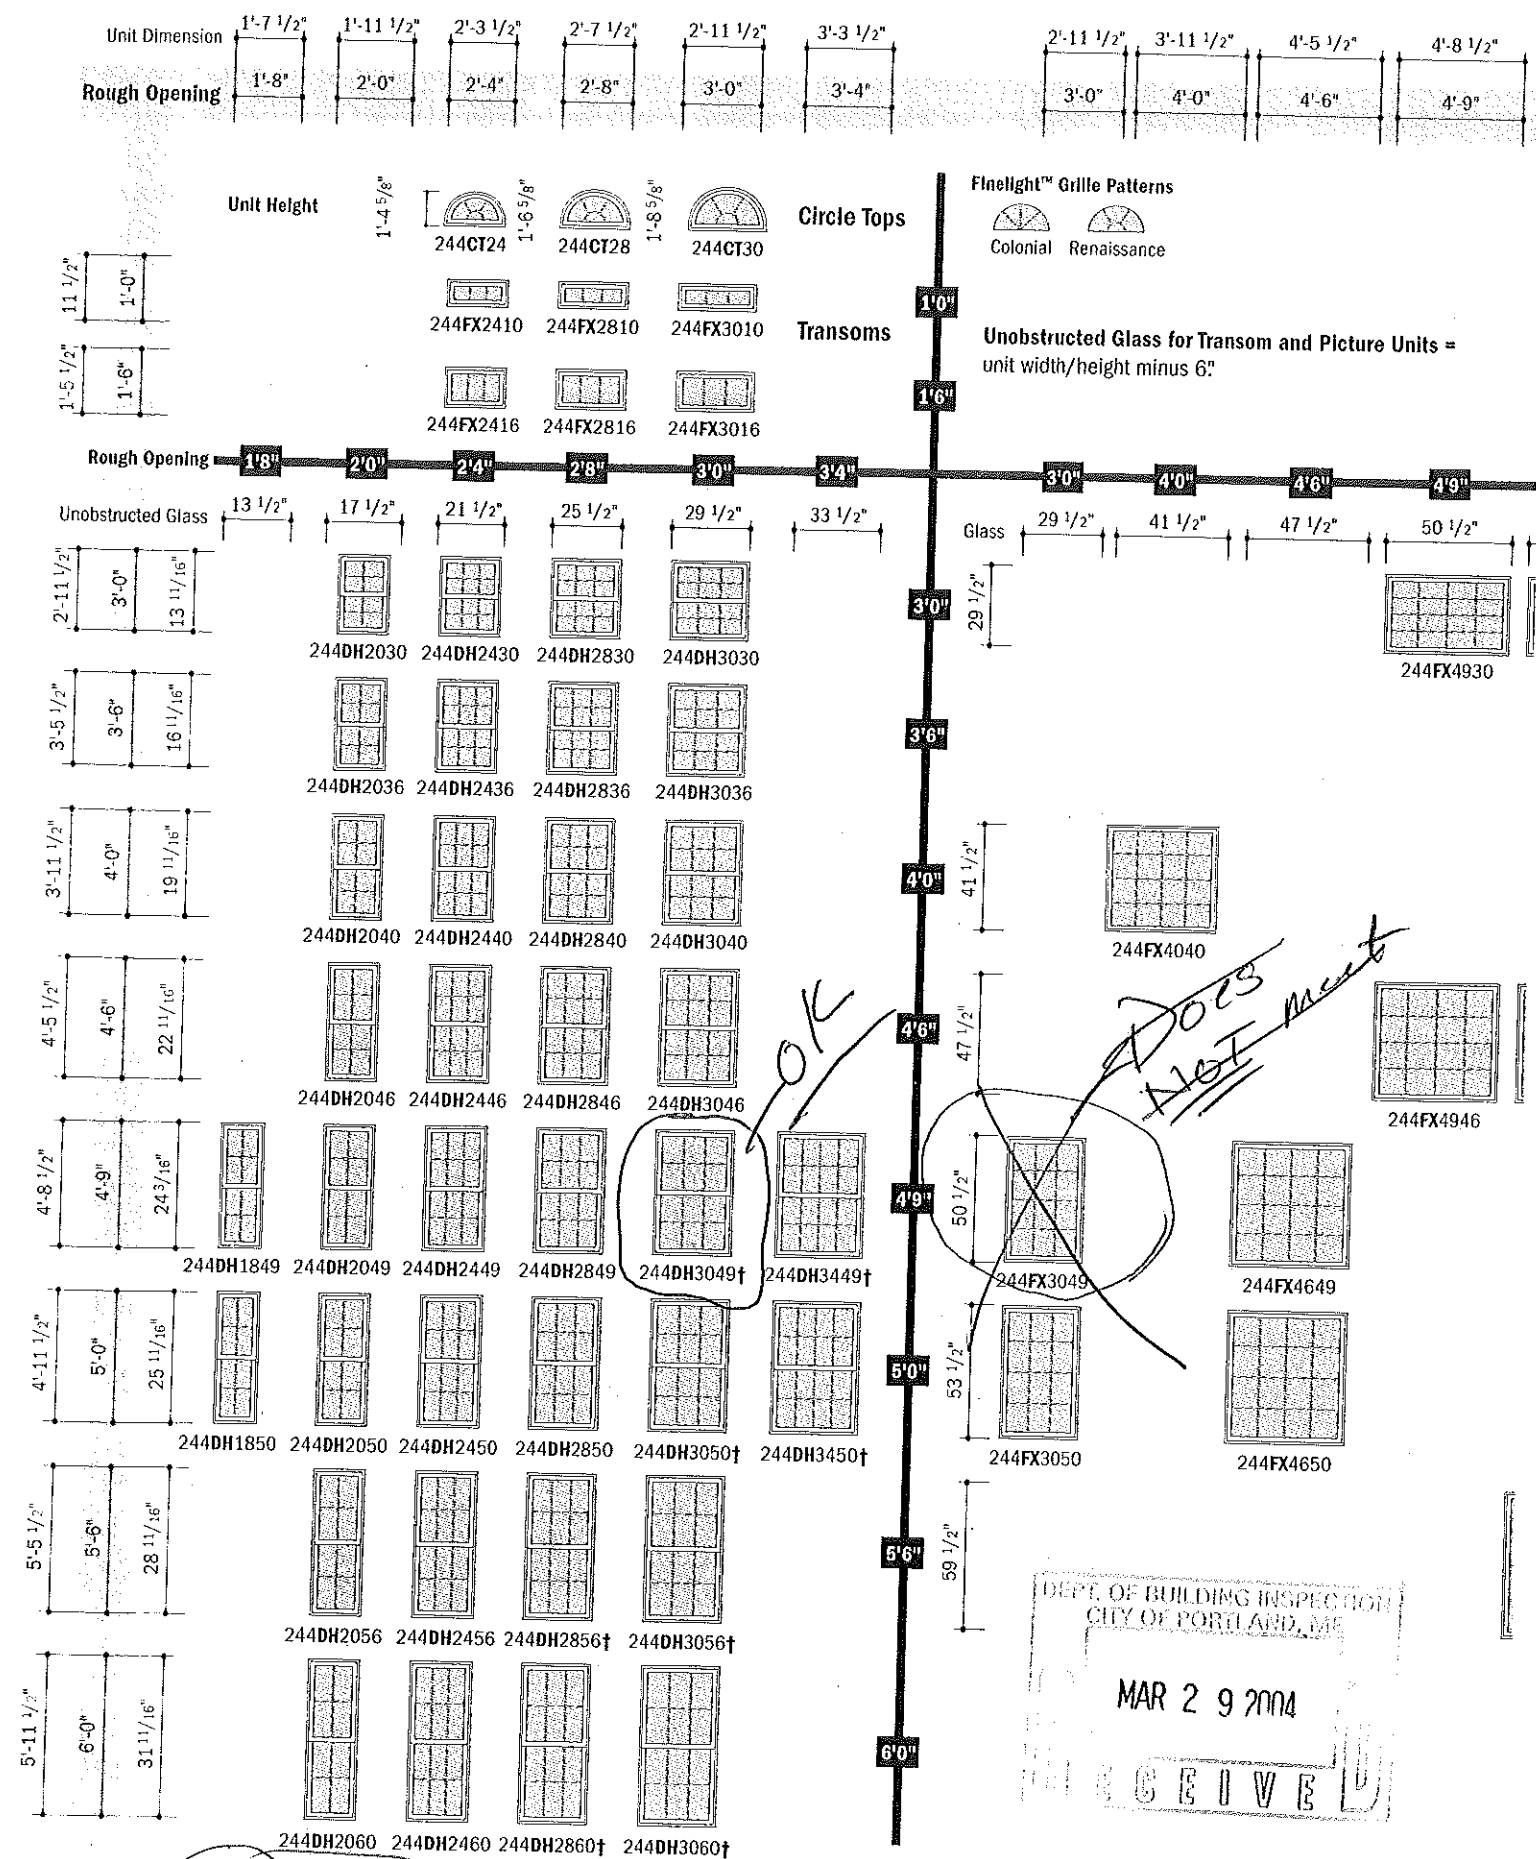 Unit Dimension 1'-7 1/2" 1'-11 1/2" 2'-3 1/2" 2'-7 1/2" 2'-11 1/2" 3'-3 1/2" 2'-11 1/2" 3'-11 1/2" 4'-5 1/2" 4'-8 1/2"
Rough Opening 1'-8" 2'-0" 2'-4" 2'-8" 3'-0" 3'-4" 3'-0" 4'-0" 4'-6" 4'-9"
Unit Height 1'-4 5/8" 1'-6 5/8" 1'-8 5/8" Circle Tops Finelight™ Grille Patterns
244CT24 244CT28 244CT30 Colonial Renaissance
11 1/2" 1'-0" 1'0"
244FX2410 244FX2810 244FX3010 Transoms
Unobstructed Glass for Transom and Picture Units =
unit width/height minus 6".
1'-5 1/2" 1'-6" 1'6"
244FX2416 244FX2816 244FX3016
Rough Opening 1'8" 2'0" 2'4" 2'8" 3'0" 3'4" 3'0" 4'0" 4'6" 4'9"
Unobstructed Glass 13 1/2" 17 1/2" 21 1/2" 25 1/2" 29 1/2" 33 1/2" Glass 29 1/2" 41 1/2" 47 1/2" 50 1/2"
2'-11 1/2" 3'-0" 13 11/16" 3'0" 29 1/2"
244DH2030 244DH2430 244DH2830 244DH3030 244FX4930
3'-5 1/2" 3'-6" 16 11/16" 3'6"
244DH2036 244DH2436 244DH2836 244DH3036
3'-11 1/2" 4'-0" 19 11/16" 4'0" 41 1/2"
244DH2040 244DH2440 244DH2840 244DH3040 244FX4040
Does
NOT meet
OK
4'-5 1/2" 4'-6" 22 11/16" 4'6" 47 1/2"
244DH2046 244DH2446 244DH2846 244DH3046 244FX4946
4'-8 1/2" 4'-9" 24 3/16" 4'9" 50 1/2"
244DH1849 244DH2049 244DH2449 244DH2849 244DH3049† 244DH3449† 244FX3049 244FX4649
4'-11 1/2" 5'-0" 25 11/16" 5'0" 53 1/2"
244DH1850 244DH2050 244DH2450 244DH2850 244DH3050† 244DH3450† 244FX3050 244FX4650
5'-5 1/2" 5'-6" 28 11/16" 5'6" 59 1/2"
244DH2056 244DH2456 244DH2856‡ 244DH3056†
DEPT. OF BUILDING INSPECTION
CITY OF PORTLAND, ME
MAR 2 9 2004
RECEIVED
5'-11 1/2" 6'-0" 31 11/16" 6'0"
244DH2060 244DH2460 244DH2860† 244DH3060†